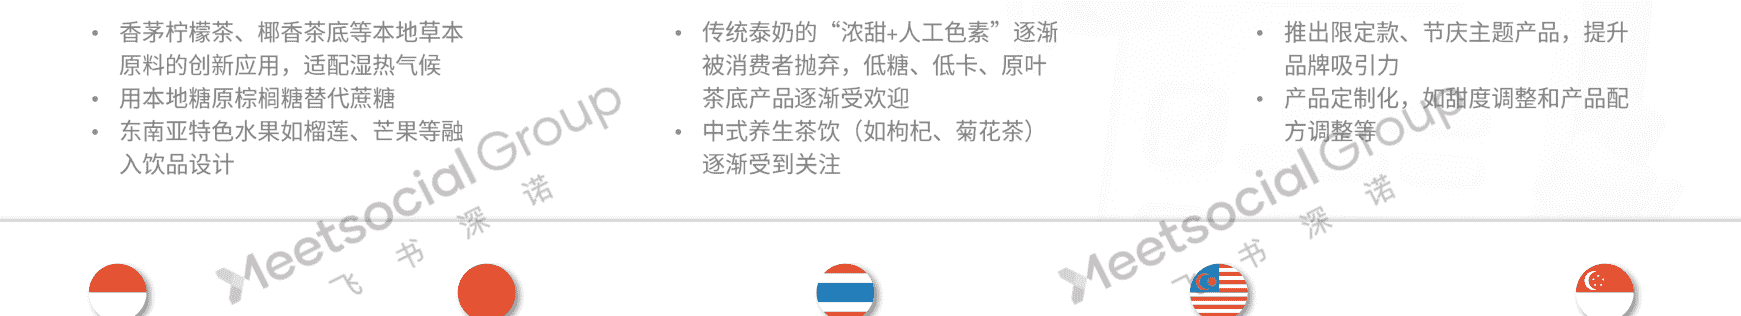 香茅柠檬茶、椰香茶底等本地草本
原料的创新应用，适配湿热气候
用本地糖原棕榈糖替代蔗糖
东南亚特色水果如榴莲、芒果等融
入饮品设计
传统泰奶的“浓甜+人工色素”逐渐
被消费者抛弃，低糖、低卡、原叶
茶底产品逐渐受欢迎
中式养生茶饮（如枸杞、菊花茶）
逐渐受到关注
推出限定款、节庆主题产品，提升
品牌吸引力
产品定制化，如甜度调整和产品配
方调整等
Meetsocial Group
飞书深诺
Meetsocial Group
飞书深诺